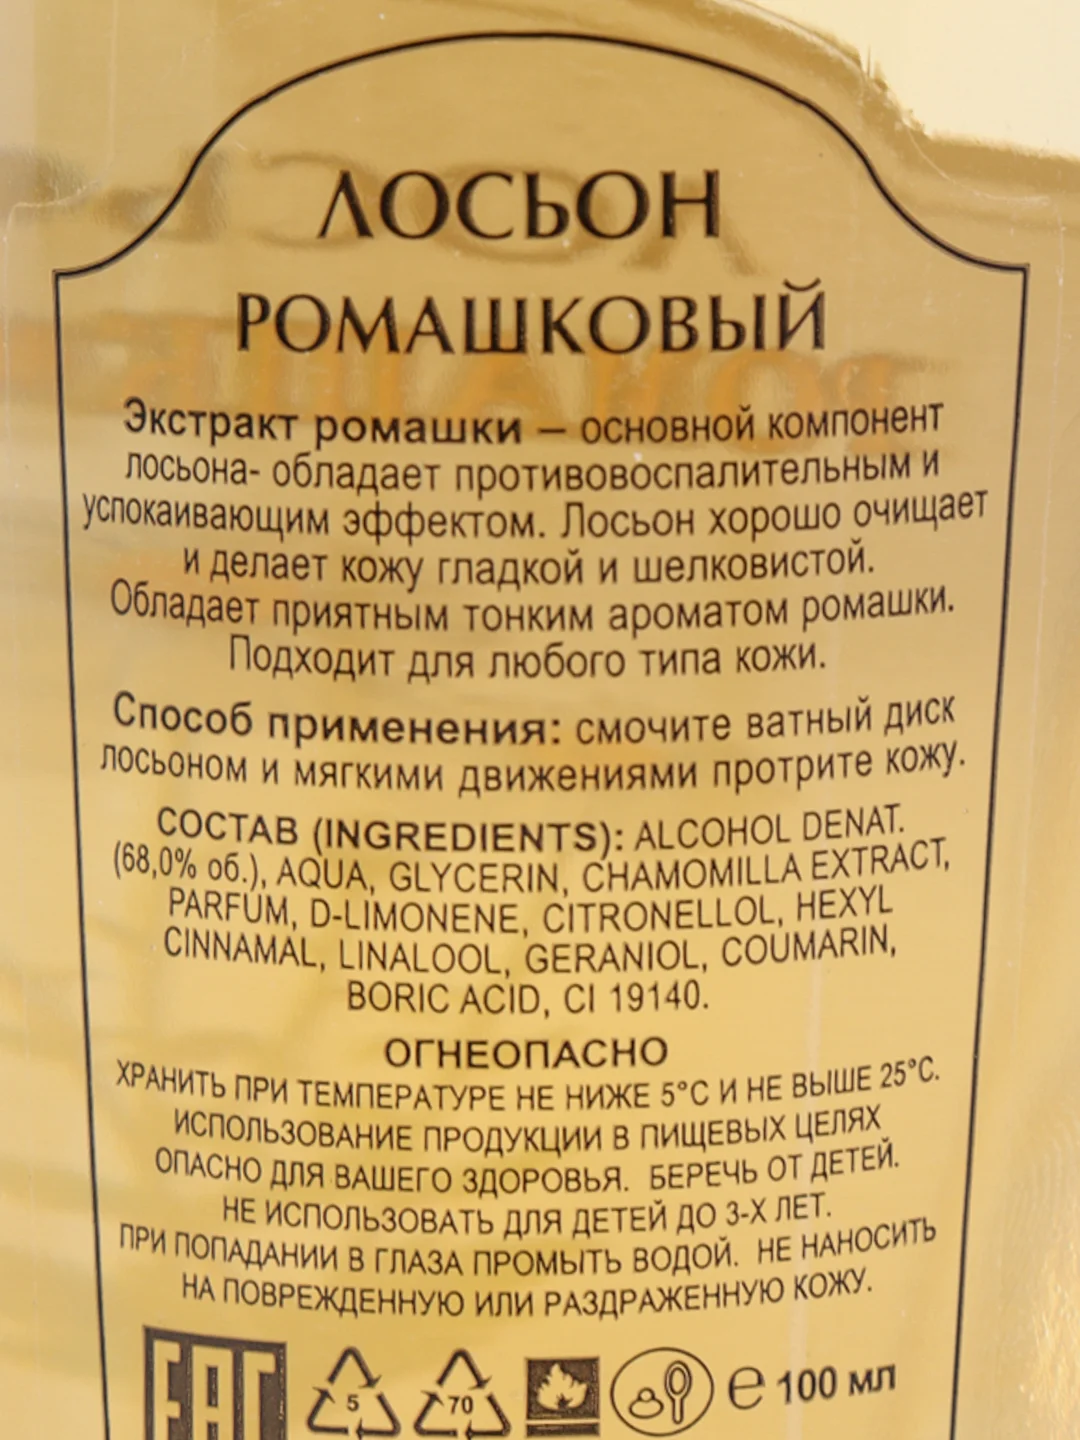 ЛОСЬОН
РОМАШКОВЫЙ
Экстракт ромашки – основной компонент
лосьона- обладает противовоспалительным и
успокаивающим эффектом. Лосьон хорошо очищает
и делает кожу гладкой и шелковистой.
Обладает приятным тонким ароматом ромашки.
Подходит для любого типа кожи.
Способ применения: смочите ватный диск
лосьоном и мягкими движениями протрите кожу.
СОСТАВ (INGREDIENTS): ALCOHOL DENAT.
(68,0% об.), AQUA, GLYCERIN, CHAMOMILLA EXTRACT,
PARFUM, D-LIMONENE, CITRONELLOL, HEXYL
CINNAMAL, LINALOOL, GERANIOL, COUMARIN,
BORIC ACID, CI 19140.
ОГНЕОПАСНО
ХРАНИТЬ ПРИ ТЕМПЕРАТУРЕ НЕ НИЖЕ 5°С И НЕ ВЫШЕ 25°С.
ИСПОЛЬЗОВАНИЕ ПРОДУКЦИИ В ПИЩЕВЫХ ЦЕЛЯХ
ОПАСНО ДЛЯ ВАШЕГО ЗДОРОВЬЯ. БЕРЕЧЬ ОТ ДЕТЕЙ.
НЕ ИСПОЛЬЗОВАТЬ ДЛЯ ДЕТЕЙ ДО 3-Х ЛЕТ.
ПРИ ПОПАДАНИИ В ГЛАЗА ПРОМЫТЬ ВОДОЙ. НЕ НАНОСИТЬ
НА ПОВРЕЖДЕННУЮ ИЛИ РАЗДРАЖЕННУЮ КОЖУ.
EAC 5 70 е 100 мл